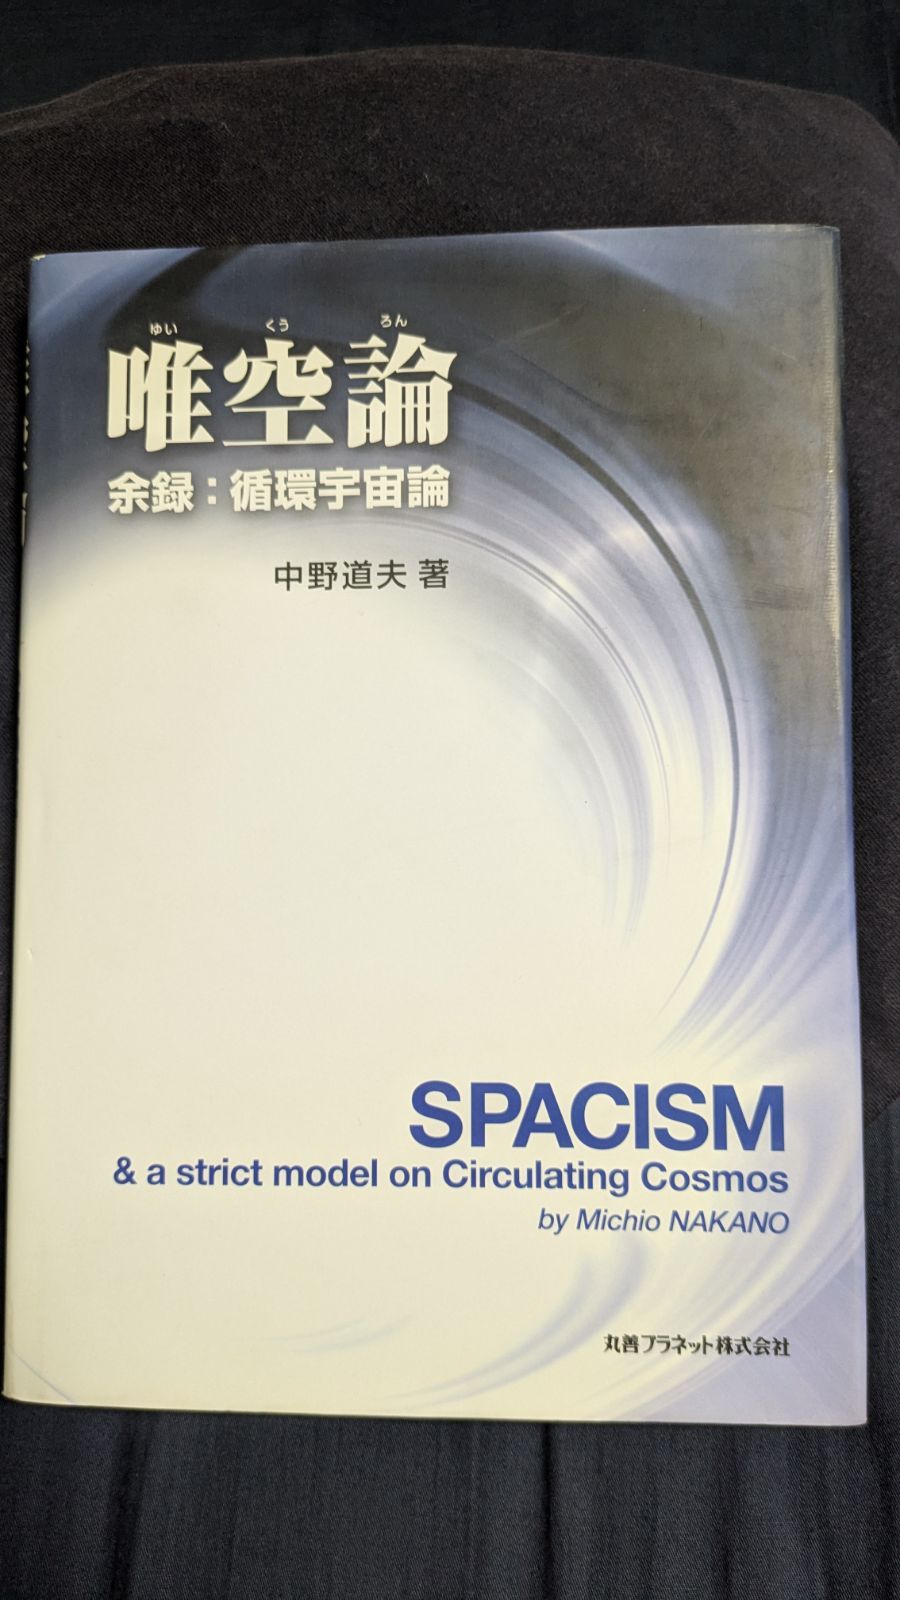 ゆい くう ろん
唯空論
余録：循環宇宙論
中野道夫 著
SPACISM
& a strict model on Circulating Cosmos
by Michio NAKANO
丸善プラネット株式会社